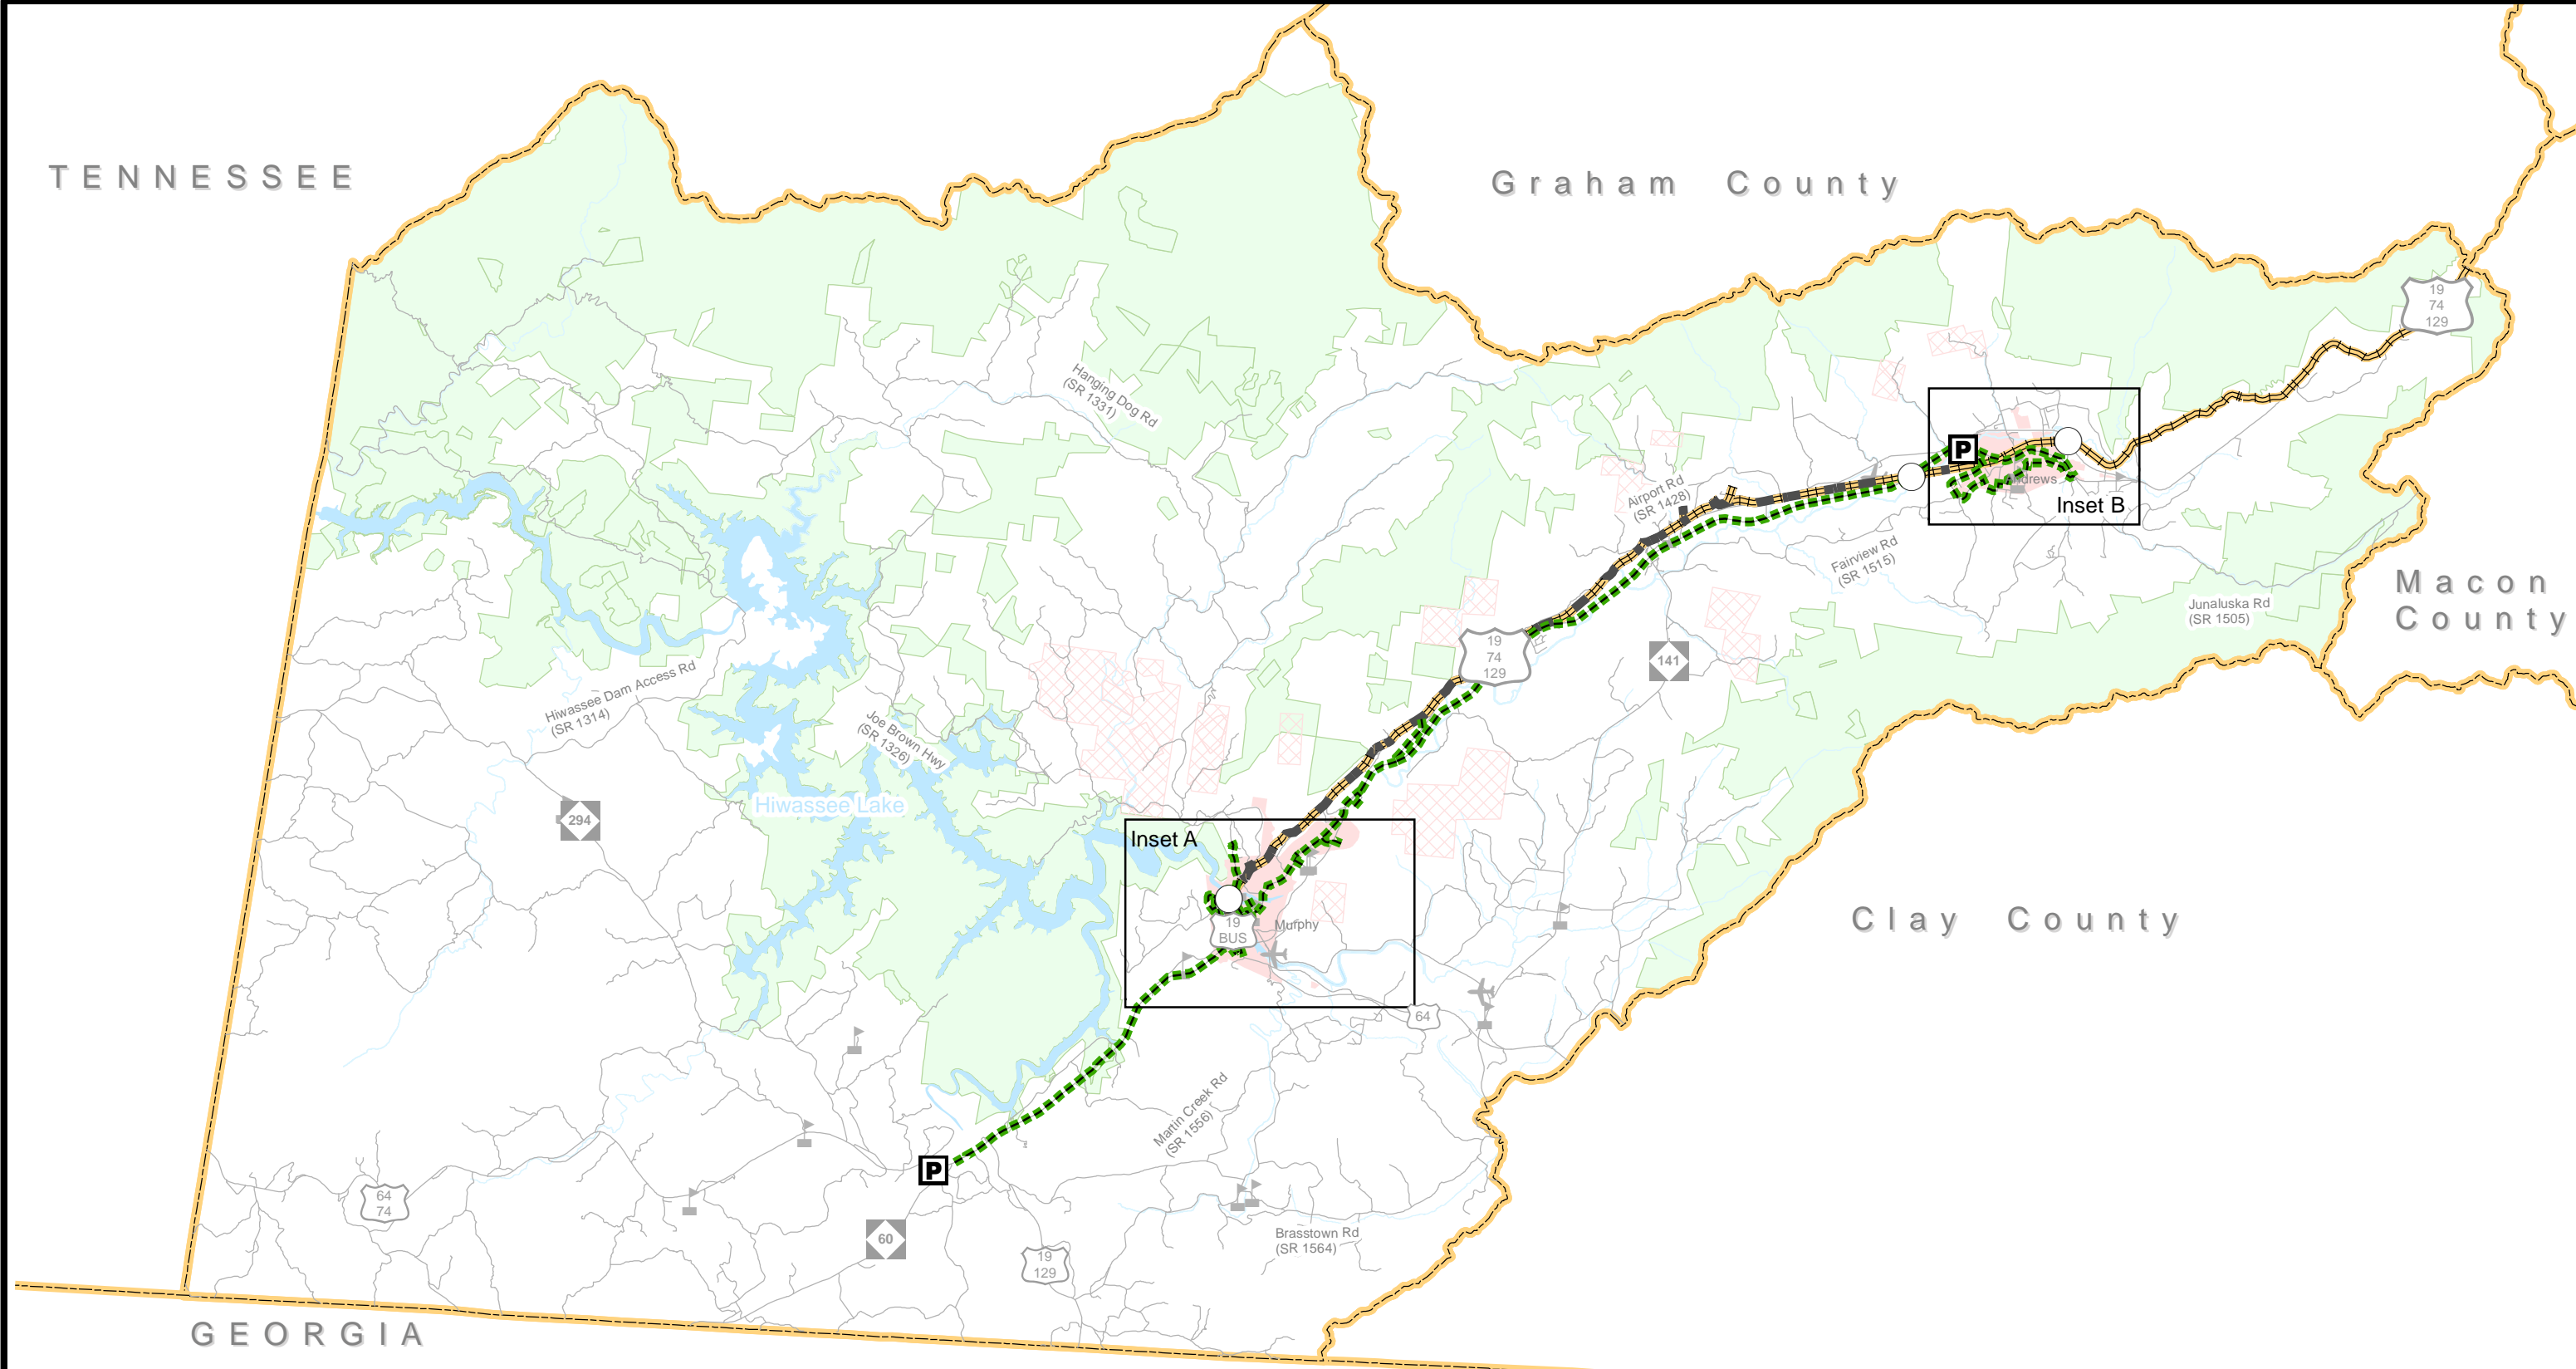 TENNESSEE
Graham County
19
74
129
Hanging Dog Rd
(SR 1331)
P
Andrews
Inset B
Airport Rd
(SR 1428)
Fairview Rd
(SR 1515)
Macon
County
Junaluska Rd
(SR 1505)
19
74
129
141
Hiwassee Dam Access Rd
(SR 1314)
Joe Brown Hwy
(SR 1326)
Hiwassee Lake
294
Inset A
19
BUS
Murphy
Clay County
64
Martin Creek Rd
(SR 1556)
P
64
74
60
19
129
Brasstown Rd
(SR 1564)
GEORGIA